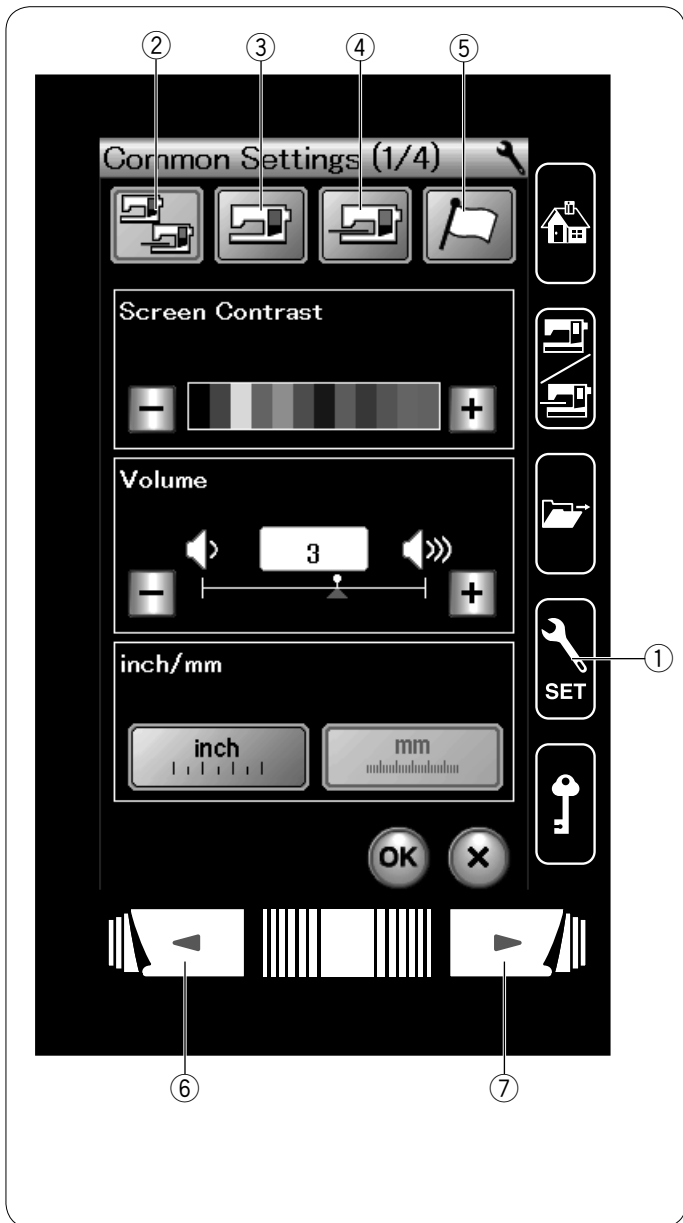 ② ③ ④ ⑤
Common Settings (1/4)
Screen Contrast
− +
Volume
3
− +
①
SET
inch/mm
inch mm
OK ×
⑥ ⑦